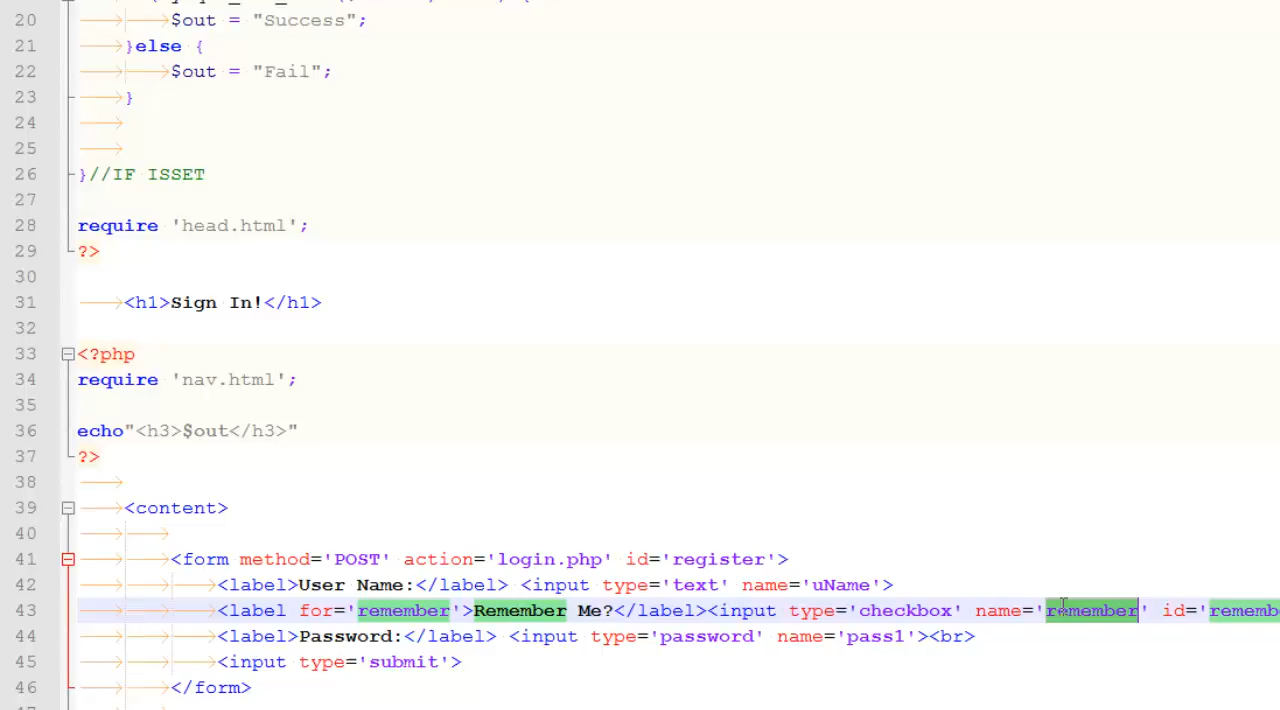 20 $out = "Success";
21 }else {
22 $out = "Fail";
23 }
24
25
26 }//IF ISSET
27
28 require 'head.html';
29 ?>
30
31 <h1>Sign In!</h1>
32
33 <?php
34 require 'nav.html';
35
36 echo"<h3>$out</h3>"
37 ?>
38
39 <content>
40
41 <form method='POST' action='login.php' id='register'>
42 <label>User Name:</label> <input type='text' name='uName'>
43 <label for='remember'>Remember Me?</label><input type='checkbox' name='remember' id='rememb
44 <label>Password:</label> <input type='password' name='pass1'><br>
45 <input type='submit'>
46 </form>